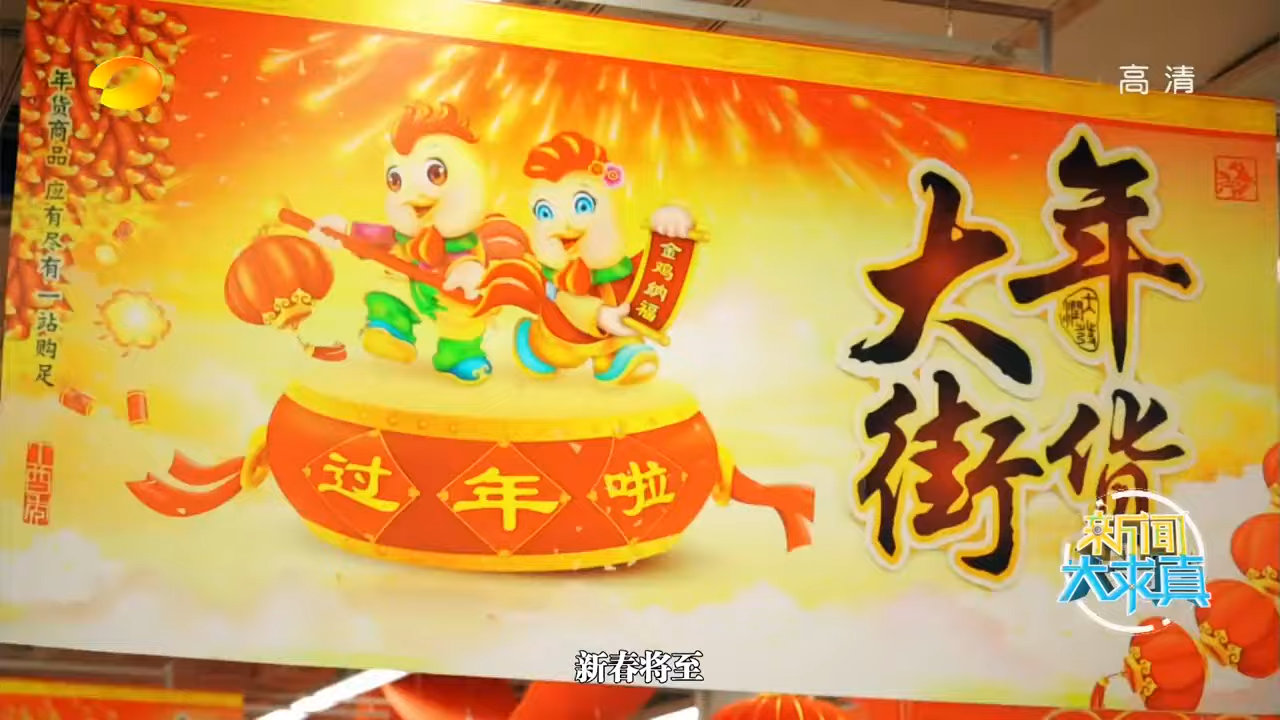 高清
年货商品 应有尽有一站购足
金鸡纳福
过年啦
年货
大街
新闻
大求真
新春将至